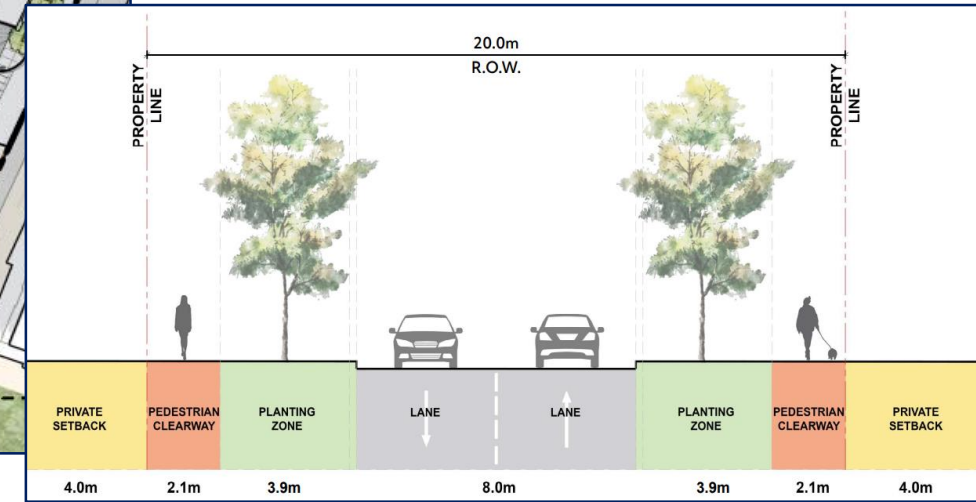 20.0m
R.O.W.
PROPERTY
LINE
PROPERTY
LINE
PRIVATE
SETBACK
PEDESTRIAN
CLEARWAY
PLANTING
ZONE
LANE
LANE
PLANTING
ZONE
PEDESTRIAN
CLEARWAY
PRIVATE
SETBACK
4.0m
2.1m
3.9m
8.0m
3.9m
2.1m
4.0m